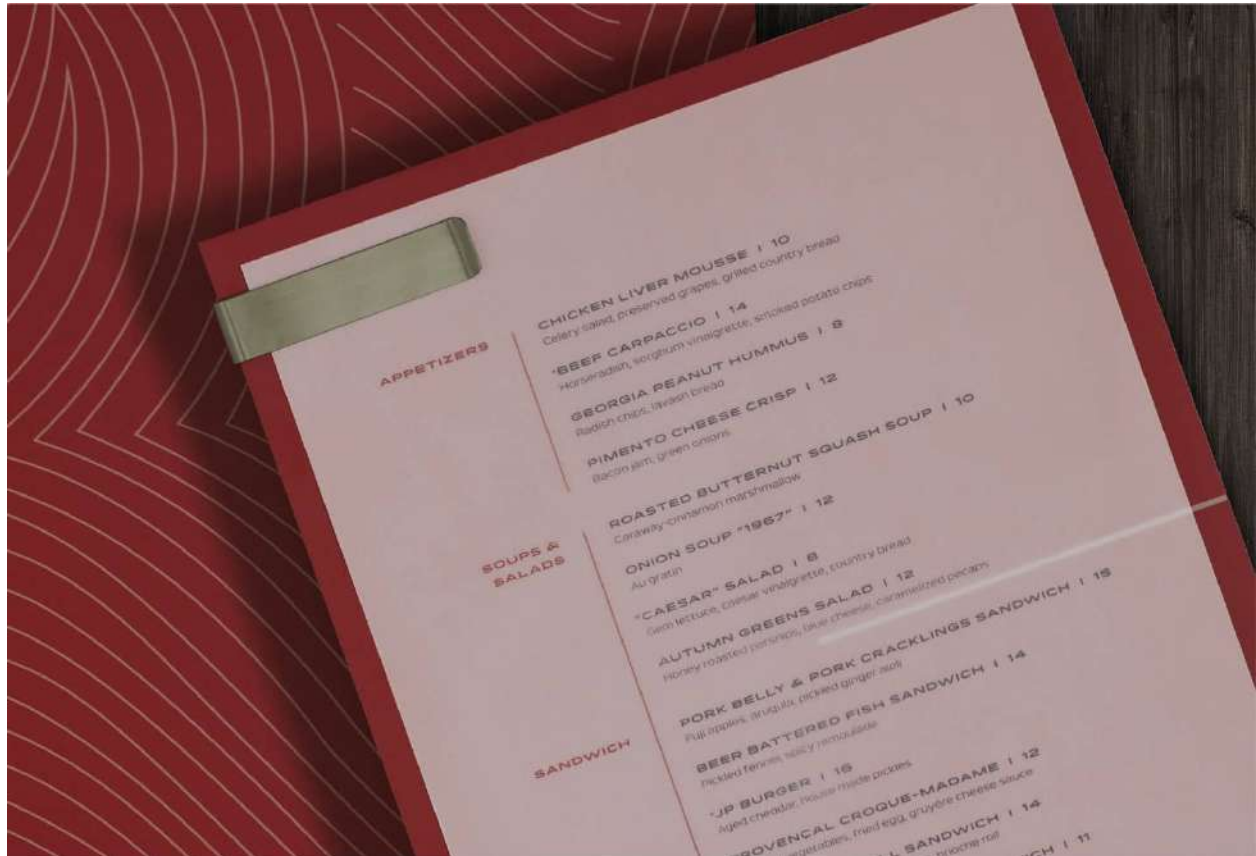 APPETIZERS
CHICKEN LIVER MOUSSE | 10
Celery salad, preserved grapes, grilled country bread
*BEEF CARPACCIO | 14
Horseradish, sorghum vinaigrette, smoked potato chips
GEORGIA PEANUT HUMMUS | 8
Radish chips, lavash bread
PIMENTO CHEESE CRISP | 12
Bacon jam, green onions
SOUPS &
SALADS
ROASTED BUTTERNUT SQUASH SOUP | 10
Caraway-cinnamon marshmallow
ONION SOUP "1967" | 12
Au gratin
"CAESAR" SALAD | 8
Gem lettuce, caesar vinaigrette, country bread
AUTUMN GREENS SALAD | 12
Honey roasted parsnips, blue cheese, caramelized pecans
SANDWICH
PORK BELLY & PORK CRACKLINGS SANDWICH | 15
Fuji apples, arugula, pickled ginger aioli
BEER BATTERED FISH SANDWICH | 14
Pickled fennel, spicy remoulade
*JP BURGER | 16
Aged cheddar, house made pickles
PROVENCAL CROQUE-MADAME | 12
vegetables, fried egg, gruyère cheese sauce
SANDWICH | 14
brioche roll
| 11